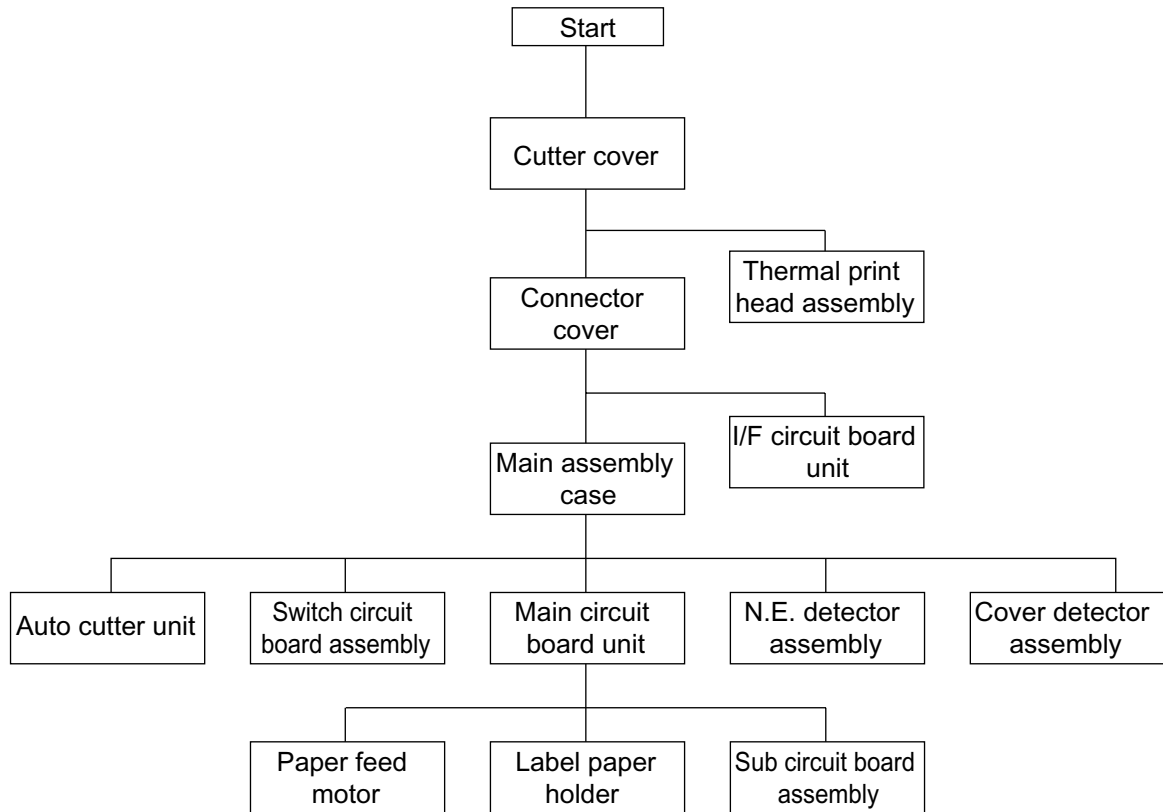 Start
Cutter cover
Thermal print
head assembly
Connector
cover
I/F circuit board
unit
Main assembly
case
Auto cutter unit
Switch circuit
board assembly
Main circuit
board unit
N.E. detector
assembly
Cover detector
assembly
Paper feed
motor
Label paper
holder
Sub circuit board
assembly